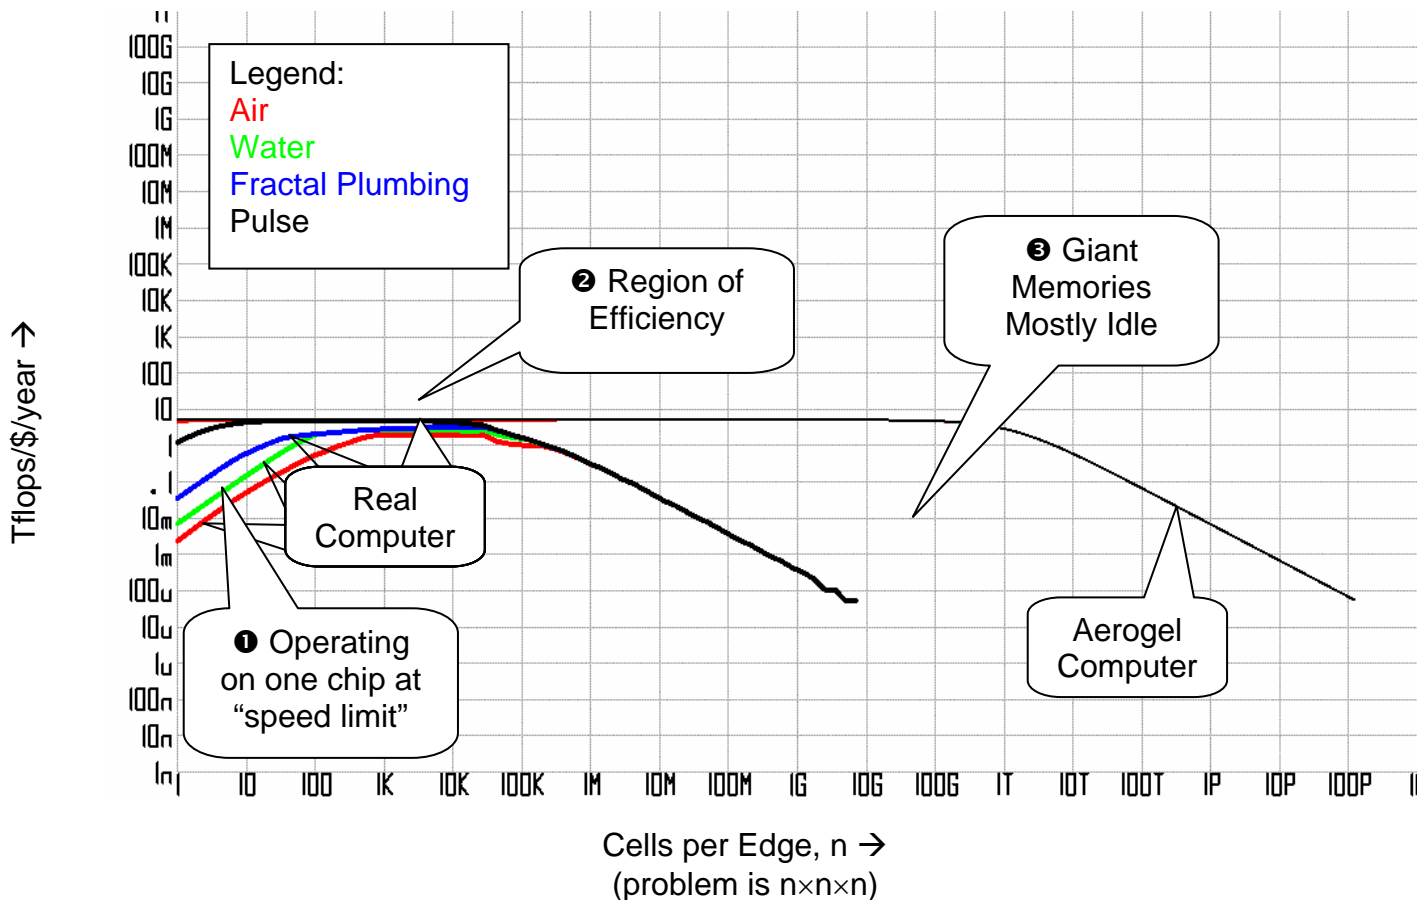 100G
10G
1G
100M
10M
1M
100K
10K
1K
100
10
1
.1
10m
1m
100u
10u
1u
100n
10n
1n
Tflops/$/year →
Legend:
Air
Water
Fractal Plumbing
Pulse
❷ Region of
Efficiency
❸ Giant
Memories
Mostly Idle
Real
Computer
❶ Operating
on one chip at
“speed limit”
Aerogel
Computer
1 10 100 1K 10K 100K 1M 10M 100M 1G 10G 100G 1T 10T 100T 1P 10P 100P
Cells per Edge, n →
(problem is n×n×n)